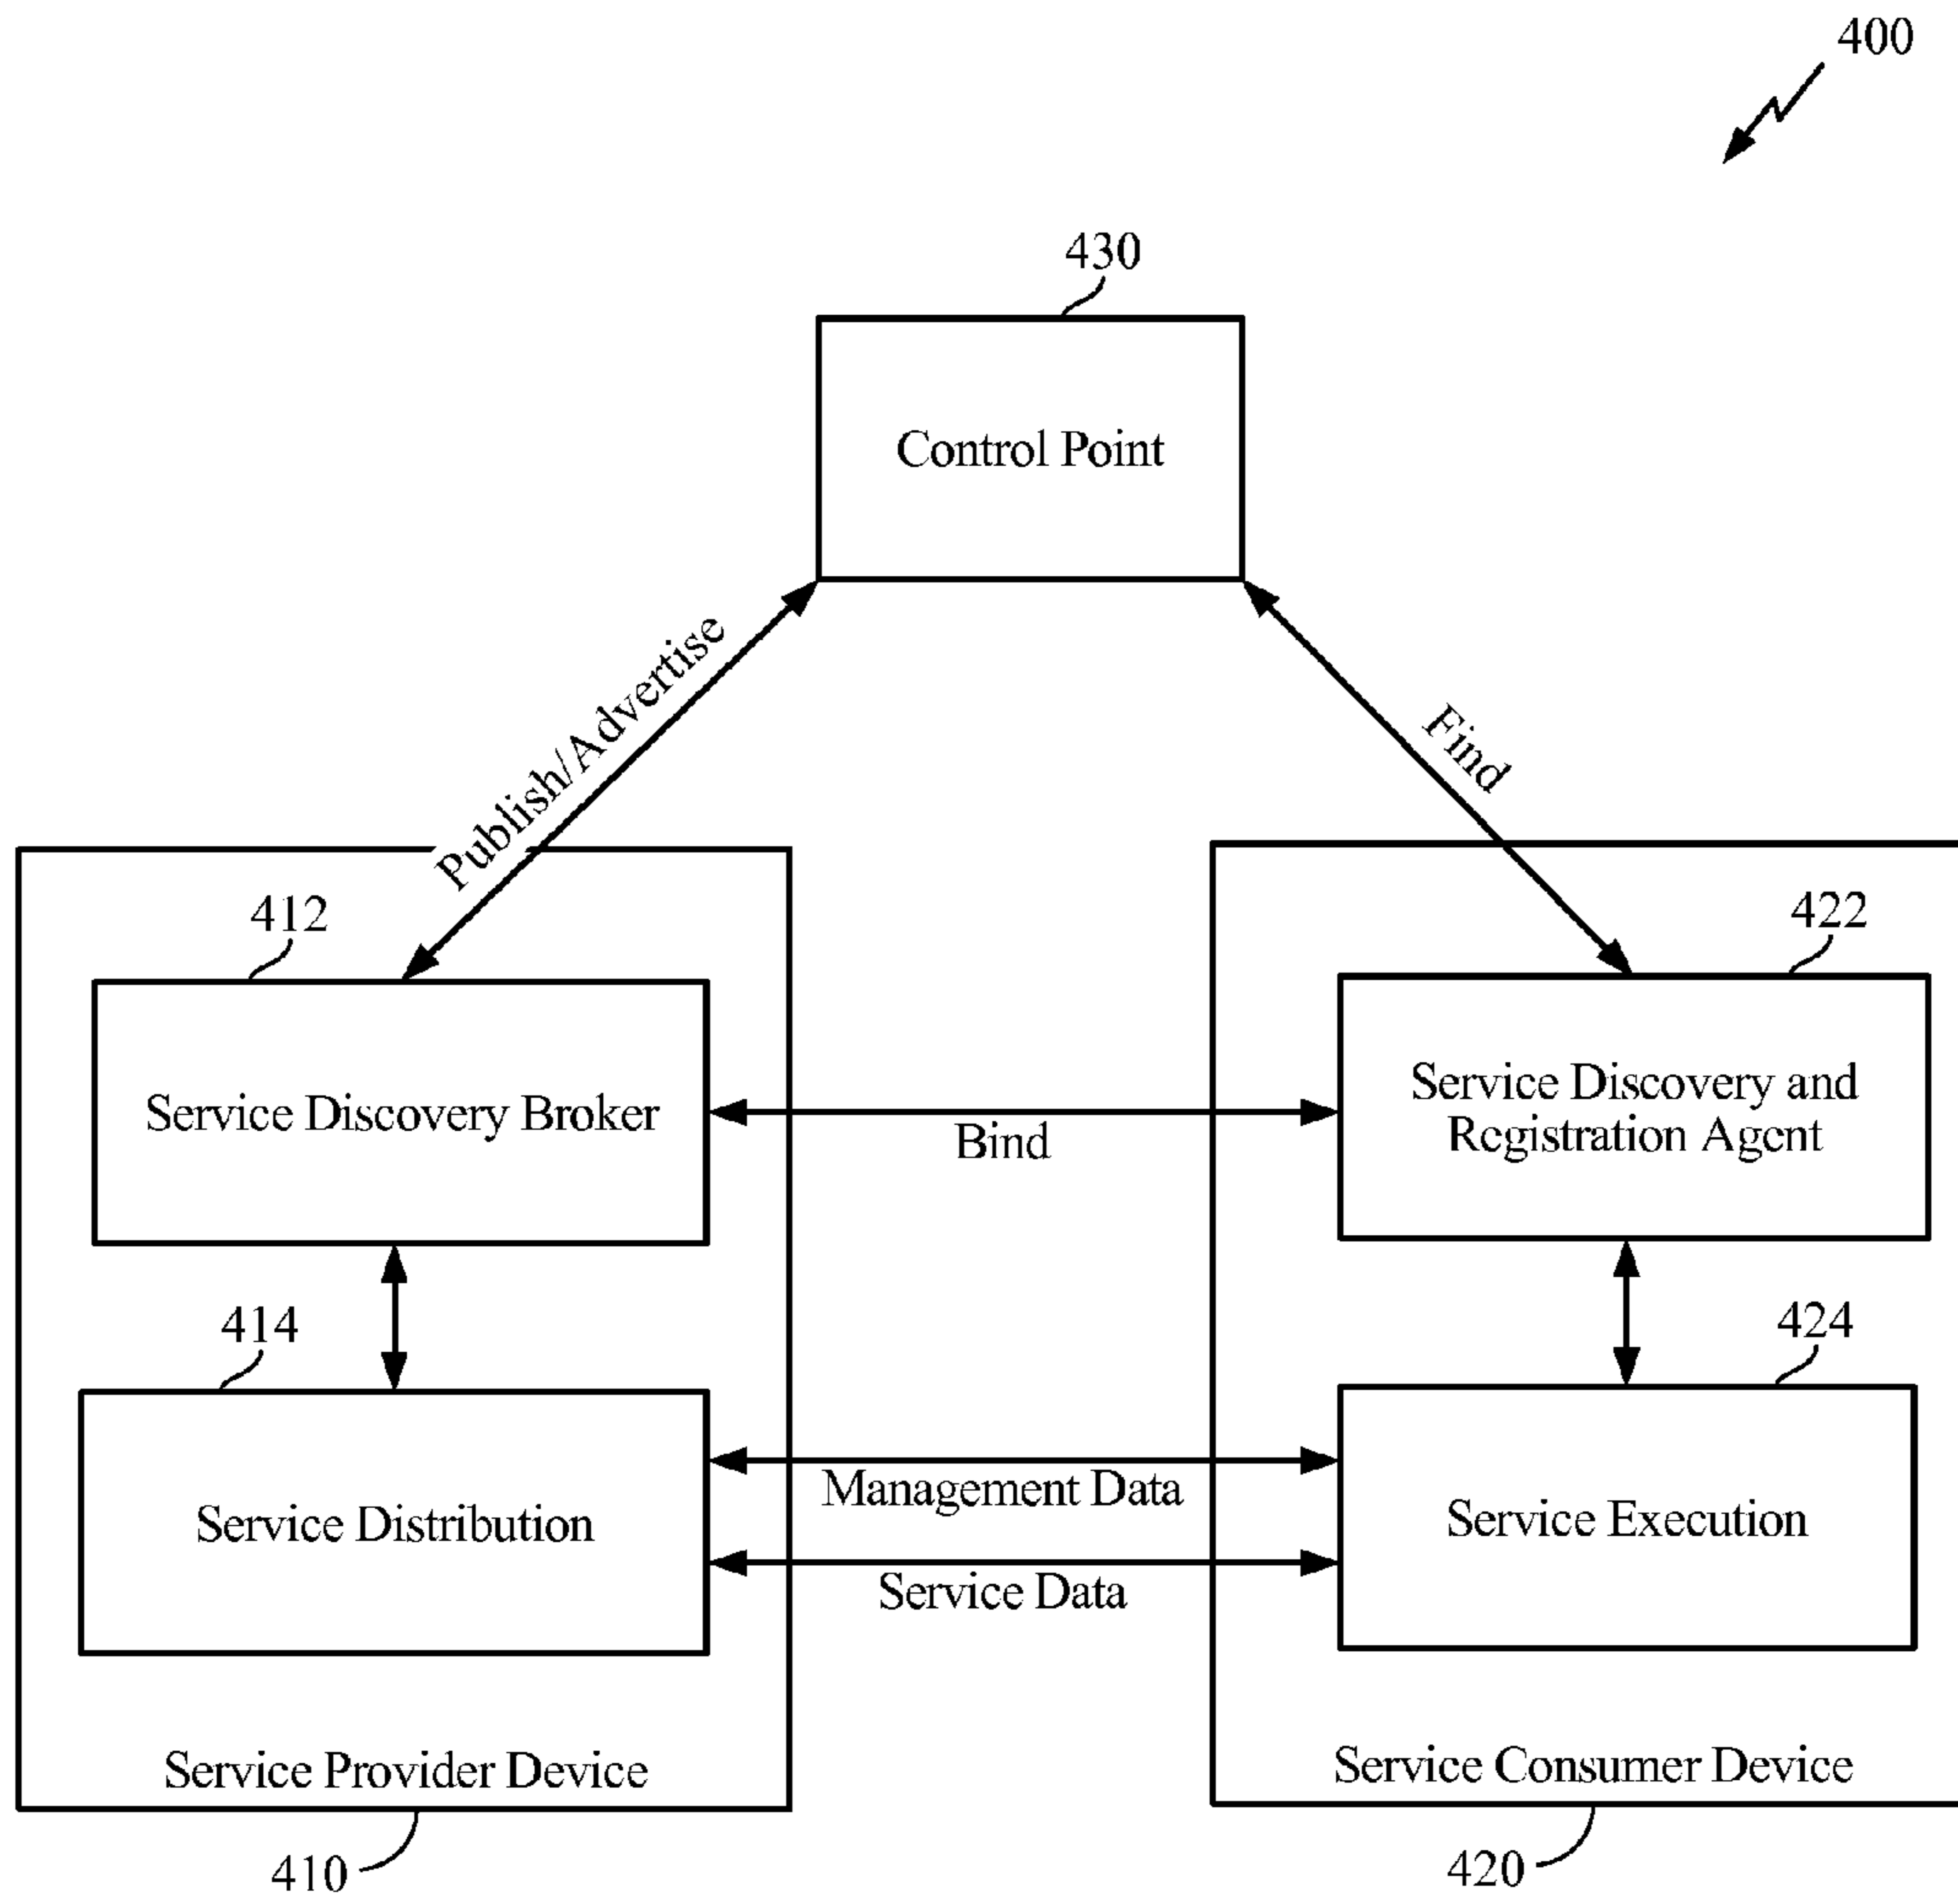 400
430
Control Point
Publish/Advertise
Find
412
422
Service Discovery Broker
Service Discovery and
Registration Agent
Bind
414
424
Management Data
Service Distribution
Service Execution
Service Data
Service Provider Device
Service Consumer Device
410
420